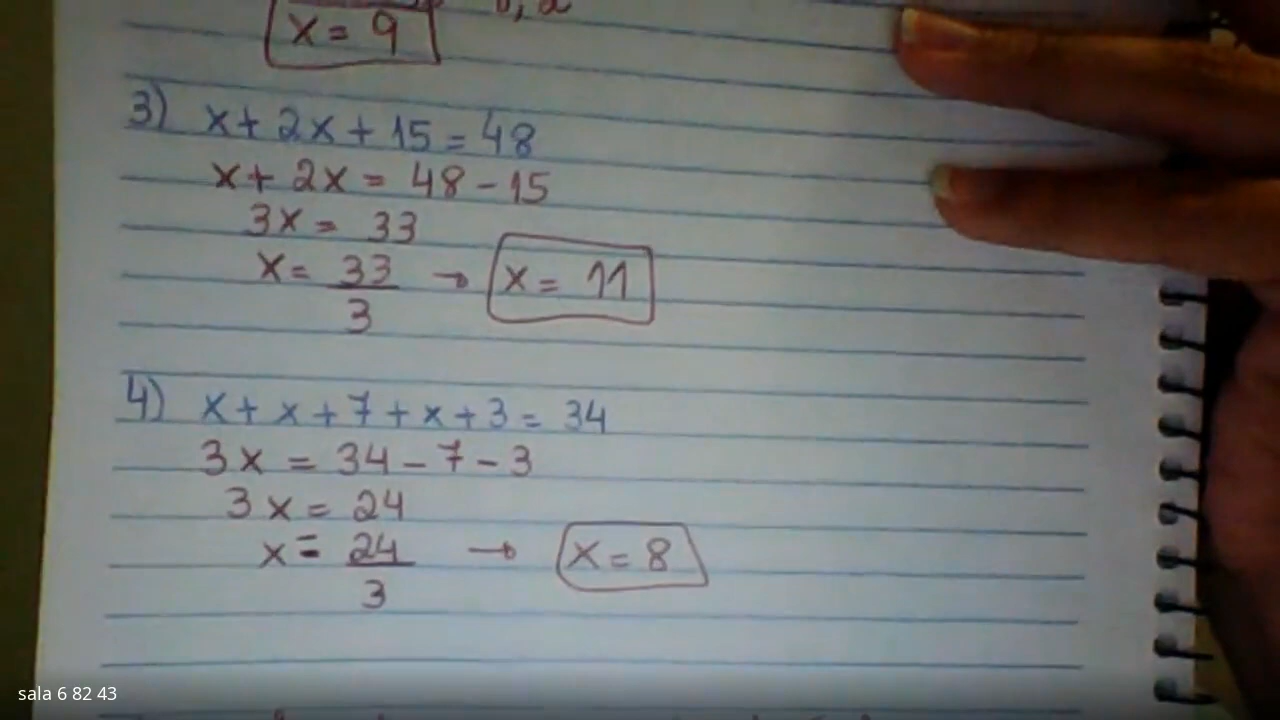 x = 9
3) x + 2x + 15 = 48
x + 2x = 48 - 15
3x = 33
x = 33/3 → x = 11
4) x + x + 7 + x + 3 = 34
3x = 34 - 7 - 3
3x = 24
x = 24/3 → x = 8
sala 6 82 43